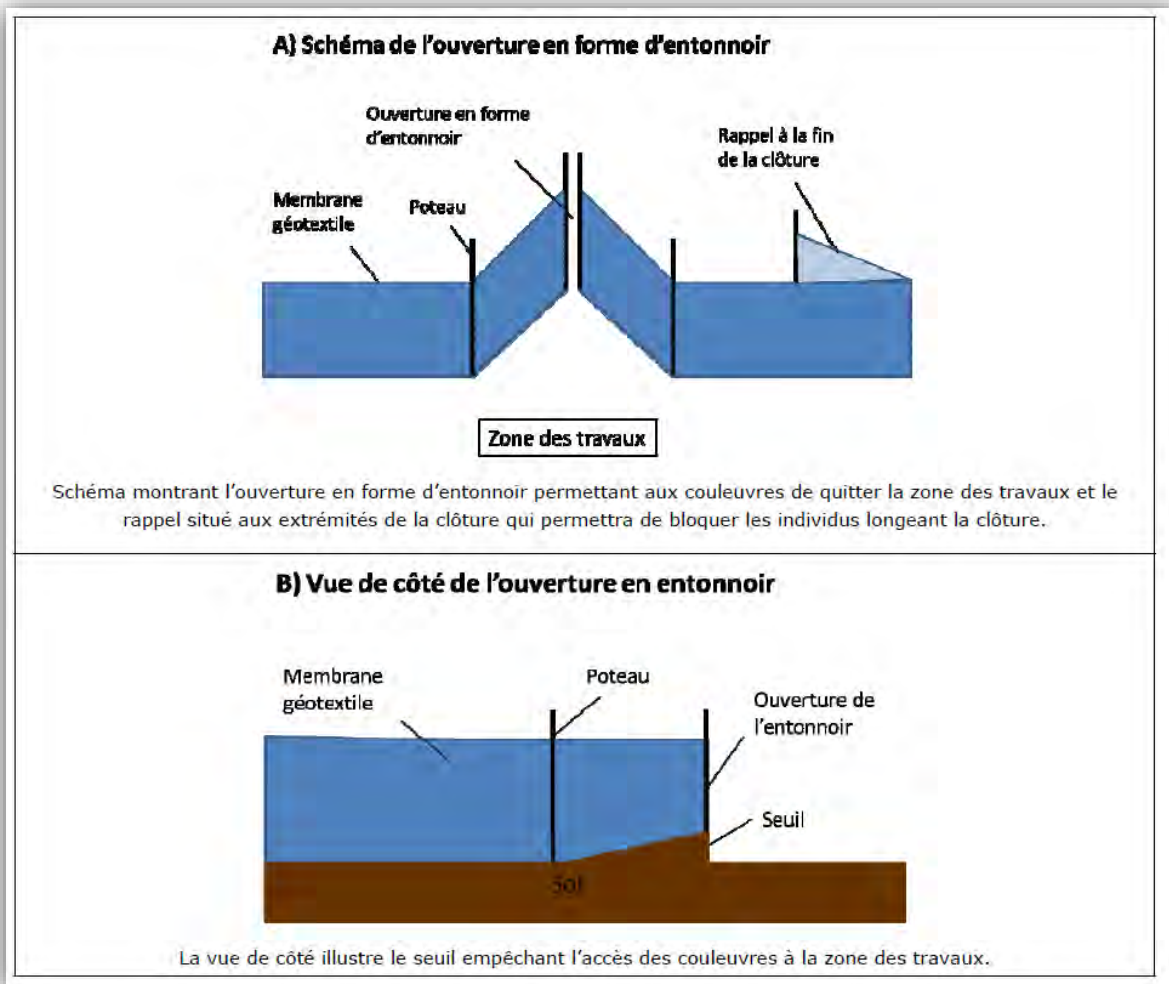 A) Schéma de l'ouverture en forme d'entonnoir
Ouverture en forme
d'entonnoir
Rappel à la fin
de la clôture
Membrane
géotextile
Poteau
Zone des travaux
Schéma montrant l'ouverture en forme d'entonnoir permettant aux couleuvres de quitter la zone des travaux et le
rappel situé aux extrémités de la clôture qui permettra de bloquer les individus longeant la clôture.
B) Vue de côté de l'ouverture en entonnoir
Membrane
géotextile
Poteau
Ouverture de
l'entonnoir
Seuil
Sol
La vue de côté illustre le seuil empêchant l'accès des couleuvres à la zone des travaux.